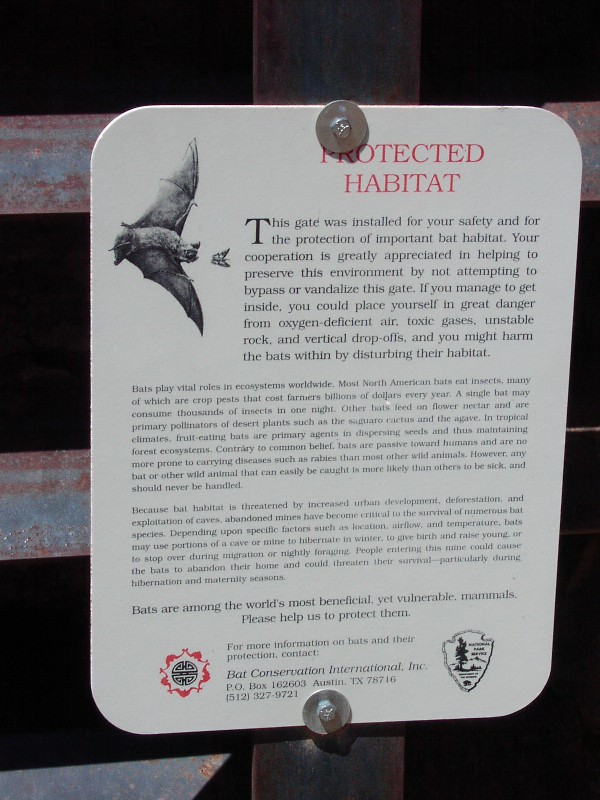 PROTECTED
HABITAT
This gate was installed for your safety and for
the protection of important bat habitat. Your
cooperation is greatly appreciated in helping to
preserve this environment by not attempting to
bypass or vandalize this gate. If you manage to get
inside, you could place yourself in great danger
from oxygen-deficient air, toxic gases, unstable
rock, and vertical drop-offs, and you might harm
the bats within by disturbing their habitat.
Bats play vital roles in ecosystems worldwide. Most North American bats eat insects, many
of which are crop pests that cost farmers billions of dollars every year. A single bat may
consume thousands of insects in one night. Other bats feed on flower nectar and are
primary pollinators of desert plants such as the saguaro cactus and the agave. In tropical
climates, fruit-eating bats are primary agents in dispersing seeds and thus maintaining
forest ecosystems. Contrary to common belief, bats are passive toward humans and are no
more prone to carrying diseases such as rabies than most other wild animals. However, any
bat or other wild animal that can easily be caught is more likely than others to be sick, and
should never be handled.
Because bat habitat is threatened by increased urban development, deforestation, and
exploitation of caves, abandoned mines have become critical to the survival of numerous bat
species. Depending upon specific factors such as location, airflow, and temperature, bats
may use portions of a cave or mine to hibernate in winter, to give birth and raise young, or
to stop over during migration or nightly foraging. People entering this mine could cause
the bats to abandon their home and could threaten their survival—particularly during
hibernation and maternity seasons.
Bats are among the world's most beneficial, yet vulnerable, mammals.
Please help us to protect them.
For more information on bats and their
protection, contact:
Bat Conservation International, Inc.
P.O. Box 162603 Austin, TX 78716
(512) 327-9721
NATIONAL
PARK
SERVICE